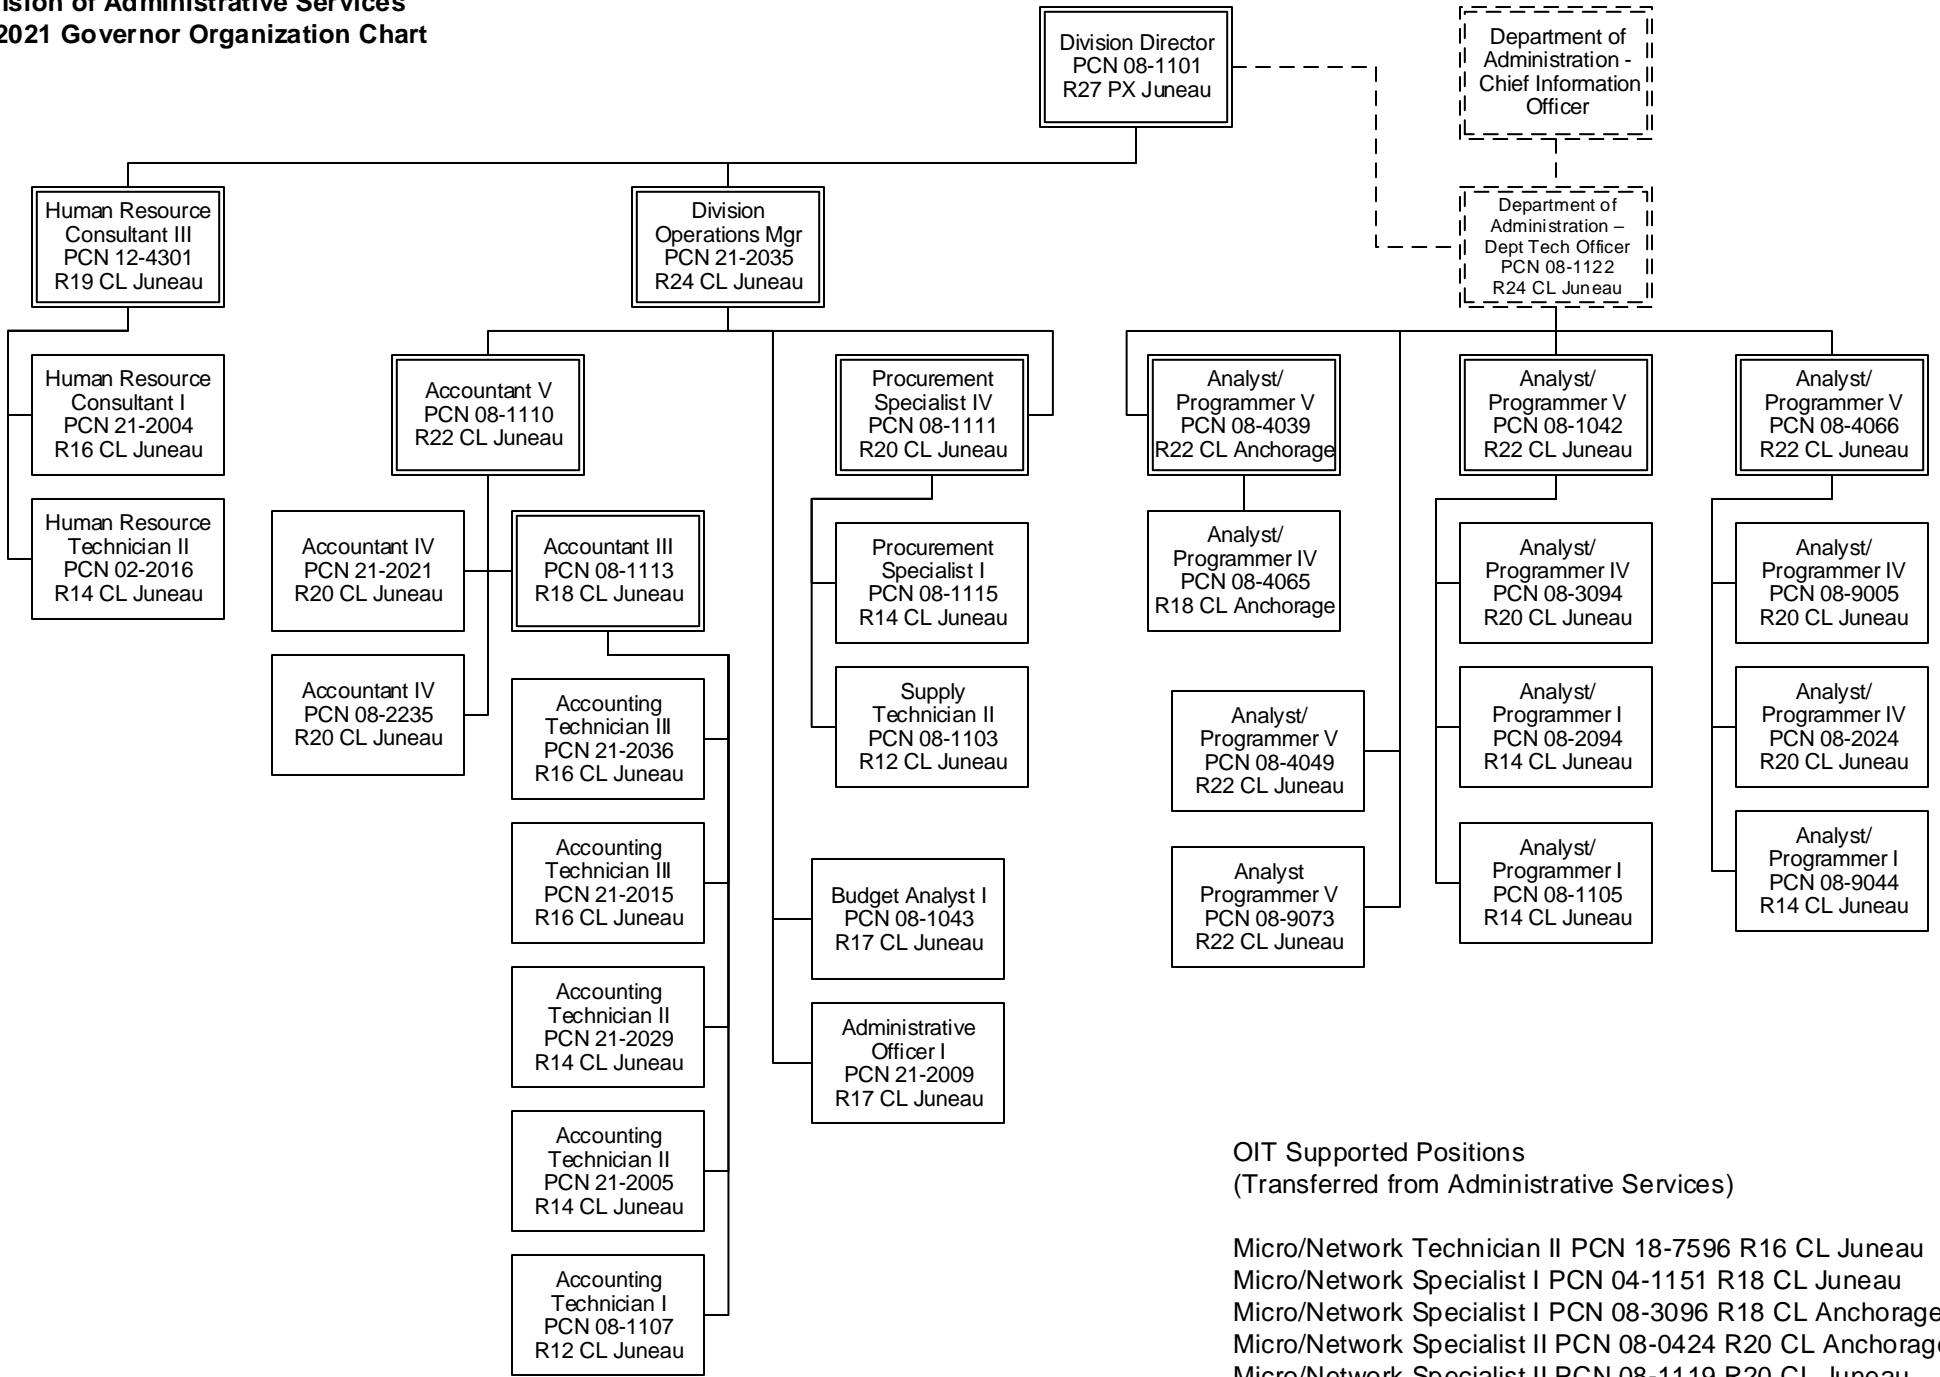 of Administrative Services
2021 Governor Organization Chart
Division Director
PCN 08-1101
R27 PX Juneau
Department of
Administration -
Chief Information
Officer
Human Resource
Consultant III
PCN 12-4301
R19 CL Juneau
Division
Operations Mgr
PCN 21-2035
R24 CL Juneau
Department of
Administration –
Dept Tech Officer
PCN 08-1122
R24 CL Juneau
Human Resource
Consultant I
PCN 21-2004
R16 CL Juneau
Human Resource
Technician II
PCN 02-2016
R14 CL Juneau
Accountant V
PCN 08-1110
R22 CL Juneau
Accountant IV
PCN 21-2021
R20 CL Juneau
Accountant IV
PCN 08-2235
R20 CL Juneau
Accountant III
PCN 08-1113
R18 CL Juneau
Accounting
Technician III
PCN 21-2036
R16 CL Juneau
Accounting
Technician III
PCN 21-2015
R16 CL Juneau
Accounting
Technician II
PCN 21-2029
R14 CL Juneau
Accounting
Technician II
PCN 21-2005
R14 CL Juneau
Accounting
Technician I
PCN 08-1107
R12 CL Juneau
Procurement
Specialist IV
PCN 08-1111
R20 CL Juneau
Procurement
Specialist I
PCN 08-1115
R14 CL Juneau
Supply
Technician II
PCN 08-1103
R12 CL Juneau
Budget Analyst I
PCN 08-1043
R17 CL Juneau
Administrative
Officer I
PCN 21-2009
R17 CL Juneau
Analyst/
Programmer V
PCN 08-4039
R22 CL Anchorage
Analyst/
Programmer IV
PCN 08-4065
R18 CL Anchorage
Analyst/
Programmer V
PCN 08-4049
R22 CL Juneau
Analyst
Programmer V
PCN 08-9073
R22 CL Juneau
Analyst/
Programmer V
PCN 08-1042
R22 CL Juneau
Analyst/
Programmer IV
PCN 08-3094
R20 CL Juneau
Analyst/
Programmer I
PCN 08-2094
R14 CL Juneau
Analyst/
Programmer I
PCN 08-1105
R14 CL Juneau
Analyst/
Programmer V
PCN 08-4066
R22 CL Juneau
Analyst/
Programmer IV
PCN 08-9005
R20 CL Juneau
Analyst/
Programmer IV
PCN 08-2024
R20 CL Juneau
Analyst/
Programmer I
PCN 08-9044
R14 CL Juneau
OIT Supported Positions
(Transferred from Administrative Services)
Micro/Network Technician II PCN 18-7596 R16 CL Juneau
Micro/Network Specialist I PCN 04-1151 R18 CL Juneau
Micro/Network Specialist I PCN 08-3096 R18 CL Anchorage
Micro/Network Specialist II PCN 08-0424 R20 CL Anchorage
Micro/Network Specialist II PCN 08-1119 R20 CL Juneau